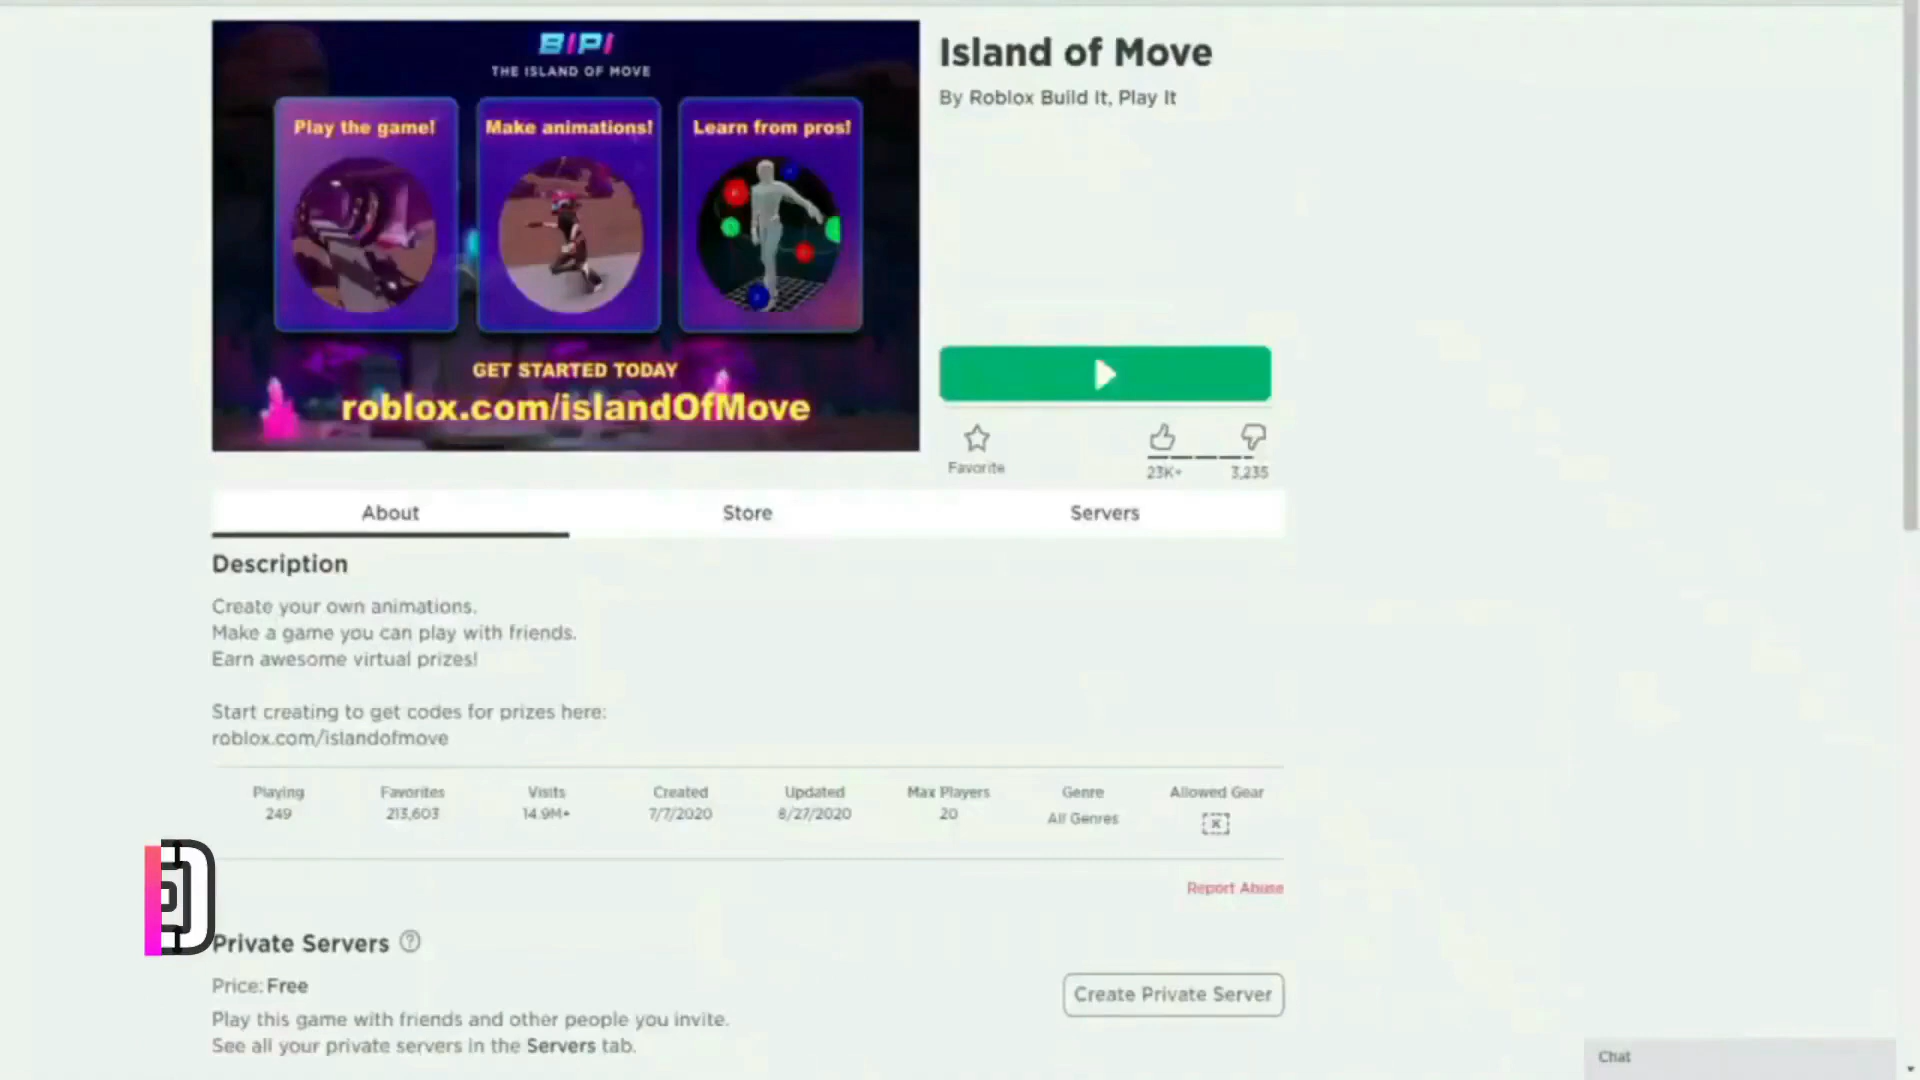 BIPI
THE ISLAND OF MOVE
Play the game!
Make animations!
Learn from pros!
GET STARTED TODAY
roblox.com/islandOfMove
Island of Move
By Roblox Build It, Play It
Favorite
23K+
3,235
About
Store
Servers
Description
Create your own animations.
Make a game you can play with friends.
Earn awesome virtual prizes!
Start creating to get codes for prizes here:
roblox.com/islandofmove
Playing
Favorites
Visits
Created
Updated
Max Players
Genre
Allowed Gear
249
213,603
14.9M+
7/7/2020
8/27/2020
20
All Genres
Report Abuse
Private Servers
Price: Free
Create Private Server
Play this game with friends and other people you invite.
See all your private servers in the Servers tab.
Chat